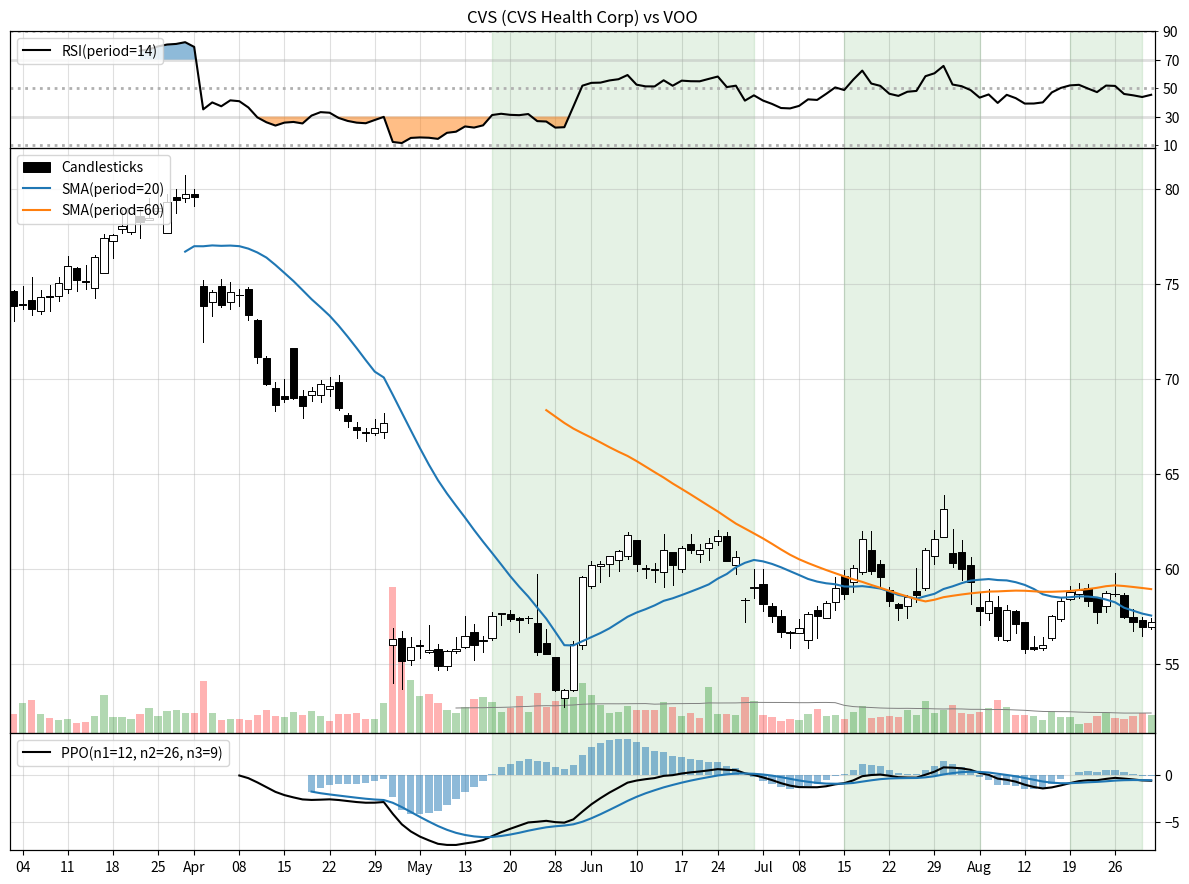 CVS (CVS Health Corp) vs VOO
RSI(period=14)
90
70
50
30
10
Candlesticks
SMA(period=20)
SMA(period=60)
80
75
70
65
60
55
PPO(n1=12, n2=26, n3=9)
0
−5
04 11 18 25 Apr 08 15 22 29 May 13 20 28 Jun 10 17 24 Jul 08 15 22 29 Aug 12 19 26